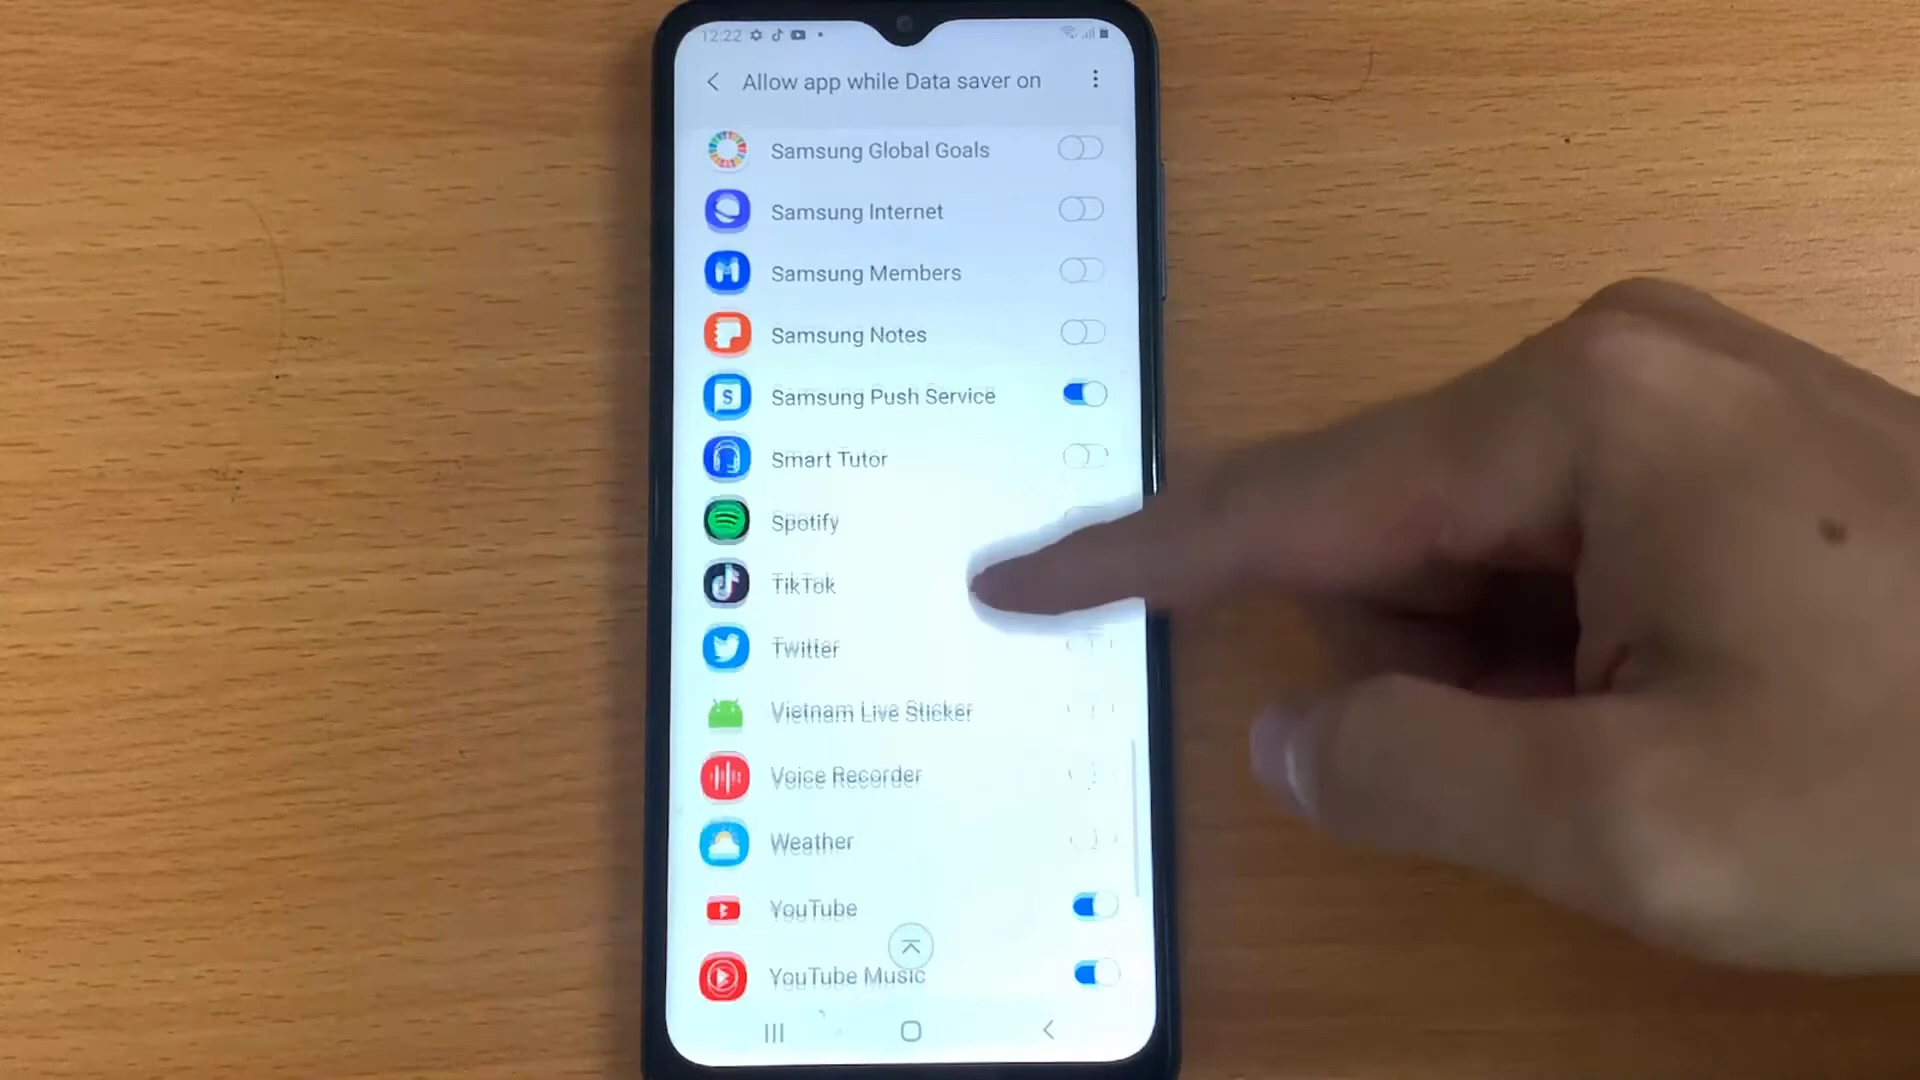 12:22
Allow app while Data saver on
Samsung Global Goals
Samsung Internet
Samsung Members
Samsung Notes
S
Samsung Push Service
Smart Tutor
Spotify
TikTok
Twitter
Vietnam Live Sticker
Voice Recorder
Weather
YouTube
YouTube Music